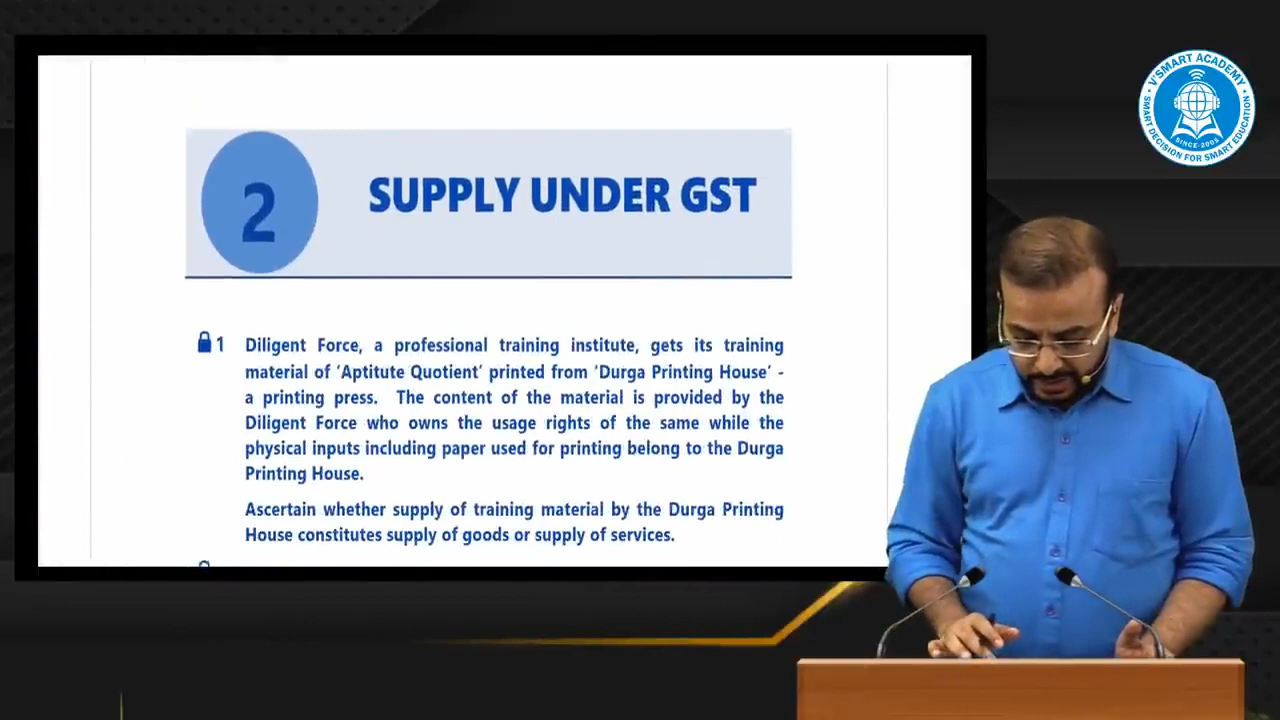 2
SUPPLY UNDER GST
1 Diligent Force, a professional training institute, gets its training
material of ‘Aptitute Quotient’ printed from ‘Durga Printing House’ -
a printing press. The content of the material is provided by the
Diligent Force who owns the usage rights of the same while the
physical inputs including paper used for printing belong to the Durga
Printing House.
Ascertain whether supply of training material by the Durga Printing
House constitutes supply of goods or supply of services.
V'SMART ACADEMY
SINCE-2003
SMART DECISION FOR SMART EDUCATION